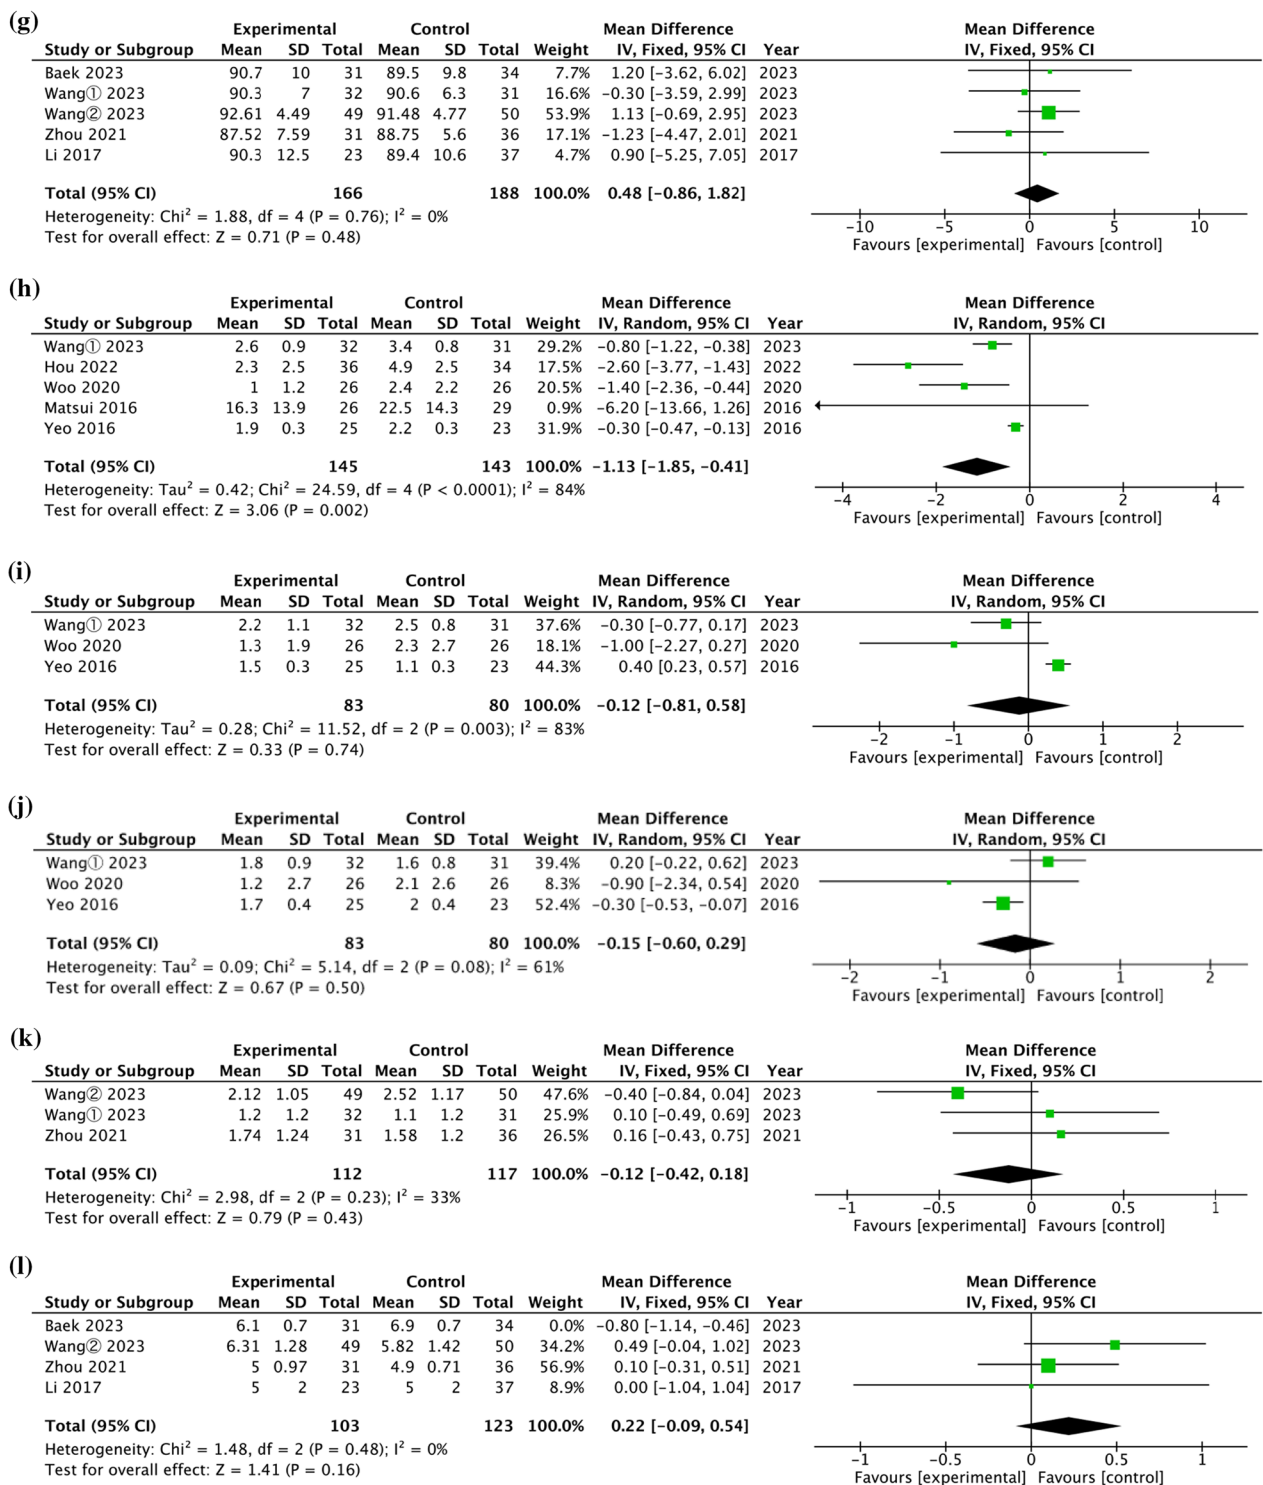 (g)
Experimental Control Mean Difference Mean Difference
Study or Subgroup Mean SD Total Mean SD Total Weight IV, Fixed, 95% CI Year IV, Fixed, 95% CI
Baek 2023 90.7 10 31 89.5 9.8 34 7.7% 1.20 [−3.62, 6.02] 2023
Wang① 2023 90.3 7 32 90.6 6.3 31 16.6% −0.30 [−3.59, 2.99] 2023
Wang② 2023 92.61 4.49 49 91.48 4.77 50 53.9% 1.13 [−0.69, 2.95] 2023
Zhou 2021 87.52 7.59 31 88.75 5.6 36 17.1% −1.23 [−4.47, 2.01] 2021
Li 2017 90.3 12.5 23 89.4 10.6 37 4.7% 0.90 [−5.25, 7.05] 2017
Total (95% CI) 166 188 100.0% 0.48 [−0.86, 1.82]
Heterogeneity: Chi² = 1.88, df = 4 (P = 0.76); I² = 0%
Test for overall effect: Z = 0.71 (P = 0.48)
−10 −5 0 5 10
Favours [experimental] Favours [control]
(h)
Experimental Control Mean Difference Mean Difference
Study or Subgroup Mean SD Total Mean SD Total Weight IV, Random, 95% CI Year IV, Random, 95% CI
Wang① 2023 2.6 0.9 32 3.4 0.8 31 29.2% −0.80 [−1.22, −0.38] 2023
Hou 2022 2.3 2.5 36 4.9 2.5 34 17.5% −2.60 [−3.77, −1.43] 2022
Woo 2020 1 1.2 26 2.4 2.2 26 20.5% −1.40 [−2.36, −0.44] 2020
Matsui 2016 16.3 13.9 26 22.5 14.3 29 0.9% −6.20 [−13.66, 1.26] 2016
Yeo 2016 1.9 0.3 25 2.2 0.3 23 31.9% −0.30 [−0.47, −0.13] 2016
Total (95% CI) 145 143 100.0% −1.13 [−1.85, −0.41]
Heterogeneity: Tau² = 0.42; Chi² = 24.59, df = 4 (P < 0.0001); I² = 84%
Test for overall effect: Z = 3.06 (P = 0.002)
−4 −2 0 2 4
Favours [experimental] Favours [control]
(i)
Experimental Control Mean Difference Mean Difference
Study or Subgroup Mean SD Total Mean SD Total Weight IV, Random, 95% CI Year IV, Random, 95% CI
Wang① 2023 2.2 1.1 32 2.5 0.8 31 37.6% −0.30 [−0.77, 0.17] 2023
Woo 2020 1.3 1.9 26 2.3 2.7 26 18.1% −1.00 [−2.27, 0.27] 2020
Yeo 2016 1.5 0.3 25 1.1 0.3 23 44.3% 0.40 [0.23, 0.57] 2016
Total (95% CI) 83 80 100.0% −0.12 [−0.81, 0.58]
Heterogeneity: Tau² = 0.28; Chi² = 11.52, df = 2 (P = 0.003); I² = 83%
Test for overall effect: Z = 0.33 (P = 0.74)
−2 −1 0 1 2
Favours [experimental] Favours [control]
(j)
Experimental Control Mean Difference Mean Difference
Study or Subgroup Mean SD Total Mean SD Total Weight IV, Random, 95% CI Year IV, Random, 95% CI
Wang① 2023 1.8 0.9 32 1.6 0.8 31 39.4% 0.20 [−0.22, 0.62] 2023
Woo 2020 1.2 2.7 26 2.1 2.6 26 8.3% −0.90 [−2.34, 0.54] 2020
Yeo 2016 1.7 0.4 25 2 0.4 23 52.4% −0.30 [−0.53, −0.07] 2016
Total (95% CI) 83 80 100.0% −0.15 [−0.60, 0.29]
Heterogeneity: Tau² = 0.09; Chi² = 5.14, df = 2 (P = 0.08); I² = 61%
Test for overall effect: Z = 0.67 (P = 0.50)
−2 −1 0 1 2
Favours [experimental] Favours [control]
(k)
Experimental Control Mean Difference Mean Difference
Study or Subgroup Mean SD Total Mean SD Total Weight IV, Fixed, 95% CI Year IV, Fixed, 95% CI
Wang② 2023 2.12 1.05 49 2.52 1.17 50 47.6% −0.40 [−0.84, 0.04] 2023
Wang① 2023 1.2 1.2 32 1.1 1.2 31 25.9% 0.10 [−0.49, 0.69] 2023
Zhou 2021 1.74 1.24 31 1.58 1.2 36 26.5% 0.16 [−0.43, 0.75] 2021
Total (95% CI) 112 117 100.0% −0.12 [−0.42, 0.18]
Heterogeneity: Chi² = 2.98, df = 2 (P = 0.23); I² = 33%
Test for overall effect: Z = 0.79 (P = 0.43)
−1 −0.5 0 0.5 1
Favours [experimental] Favours [control]
(l)
Experimental Control Mean Difference Mean Difference
Study or Subgroup Mean SD Total Mean SD Total Weight IV, Fixed, 95% CI Year IV, Fixed, 95% CI
Baek 2023 6.1 0.7 31 6.9 0.7 34 0.0% −0.80 [−1.14, −0.46] 2023
Wang② 2023 6.31 1.28 49 5.82 1.42 50 34.2% 0.49 [−0.04, 1.02] 2023
Zhou 2021 5 0.97 31 4.9 0.71 36 56.9% 0.10 [−0.31, 0.51] 2021
Li 2017 5 2 23 5 2 37 8.9% 0.00 [−1.04, 1.04] 2017
Total (95% CI) 103 123 100.0% 0.22 [−0.09, 0.54]
Heterogeneity: Chi² = 1.48, df = 2 (P = 0.48); I² = 0%
Test for overall effect: Z = 1.41 (P = 0.16)
−1 −0.5 0 0.5 1
Favours [experimental] Favours [control]